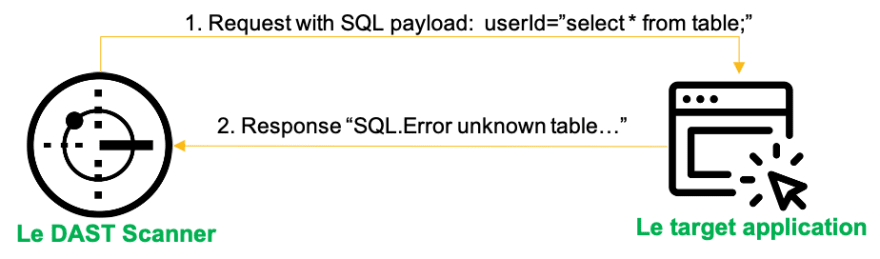 1. Request with SQL payload: userId=”select * from table;”
2. Response “SQL.Error unknown table…”
Le DAST Scanner
Le target application